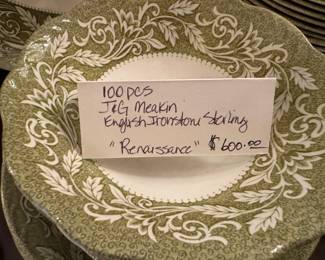 100 pcs
J&G Meakin
English Ironstone Sterling
"Renaissance" $600.00